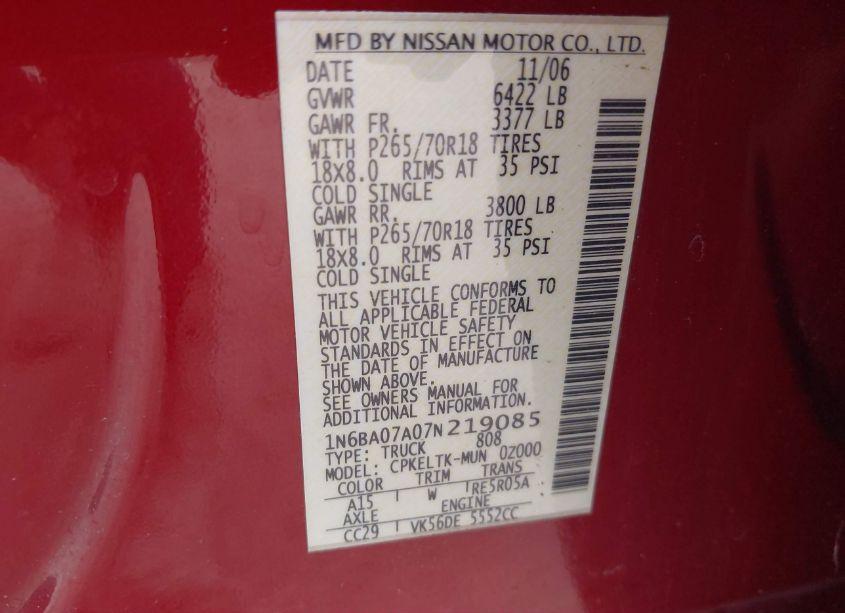 MFD BY NISSAN MOTOR CO., LTD.
DATE 11/06
GVWR 6422 LB
GAWR FR. 3377 LB
WITH P265/70R18 TIRES
18x8.0 RIMS AT 35 PSI
COLD SINGLE
GAWR RR. 3800 LB
WITH P265/70R18 TIRES
18x8.0 RIMS AT 35 PSI
COLD SINGLE
THIS VEHICLE CONFORMS TO
ALL APPLICABLE FEDERAL
MOTOR VEHICLE SAFETY
STANDARDS IN EFFECT ON
THE DATE OF MANUFACTURE
SHOWN ABOVE.
SEE OWNERS MANUAL FOR
ADDITIONAL INFORMATION.
1N6BA07A07N219085
TYPE: TRUCK 808
MODEL: CPKELTK-MUN 0Z000
COLOR TRIM TRANS
A15 W RE5R05A
AXLE ENGINE
CC29 VK56DE 5552CC